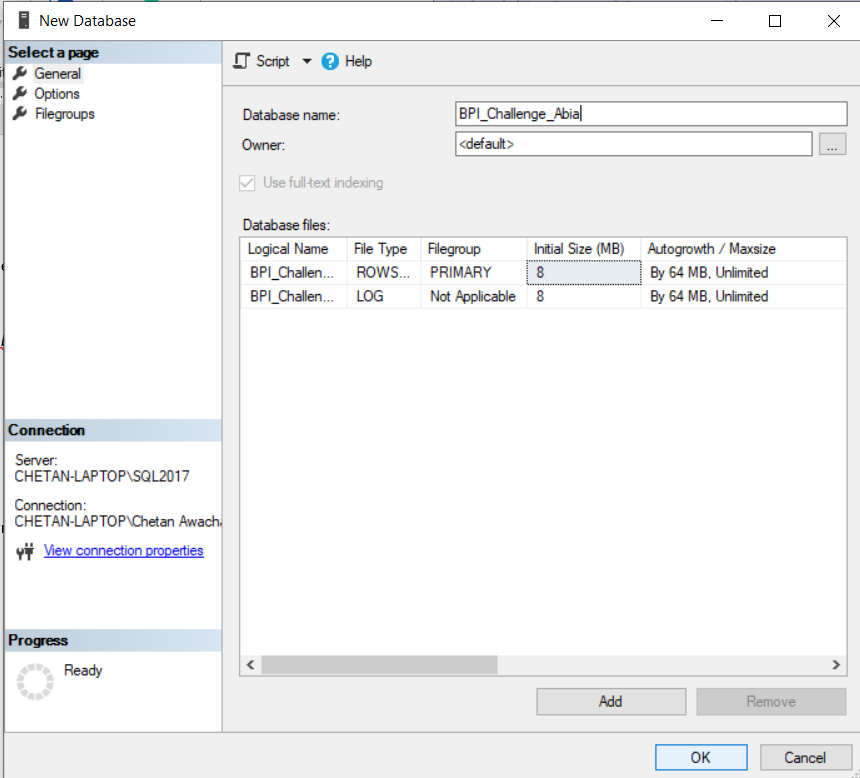 New Database
Select a page
General
Options
Filegroups
Script Help
Database name: BPI_Challenge_Abia
Owner: <default> ...
Use full-text indexing
Database files:
Logical Name File Type Filegroup Initial Size (MB) Autogrowth / Maxsize
BPI_Challen... ROWS... PRIMARY 8 By 64 MB, Unlimited
BPI_Challen... LOG Not Applicable 8 By 64 MB, Unlimited
Connection
Server:
CHETAN-LAPTOP\SQL2017
Connection:
CHETAN-LAPTOP\Chetan
View connection properties
Progress
Ready
Add Remove
OK Cancel